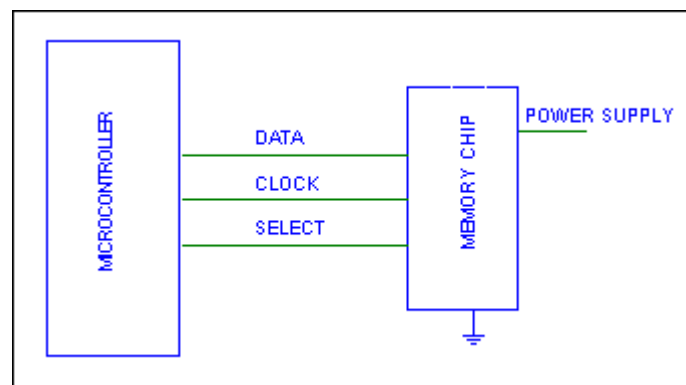 MICROCONTROLLER
DATA
CLOCK
SELECT
MEMORY CHIP
POWER SUPPLY